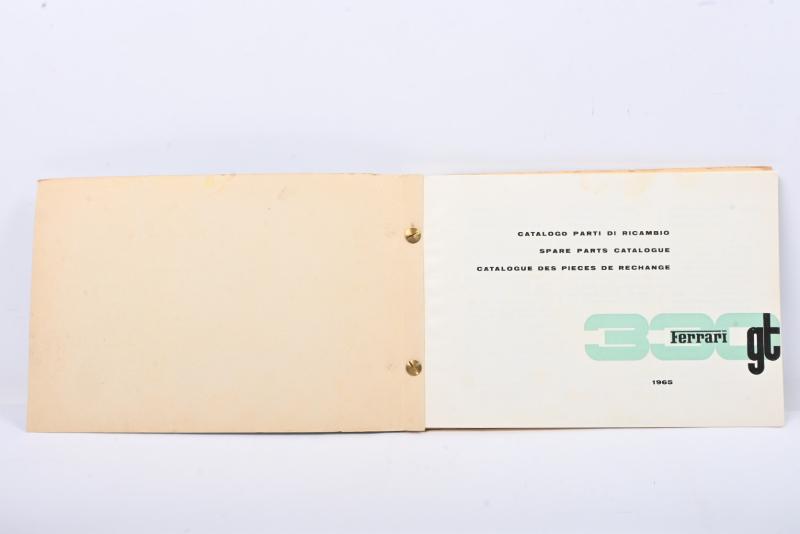 CATALOGO PARTI DI RICAMBIO
SPARE PARTS CATALOGUE
CATALOGUE DES PIECES DE RECHANGE
330 Ferrari gt
1965